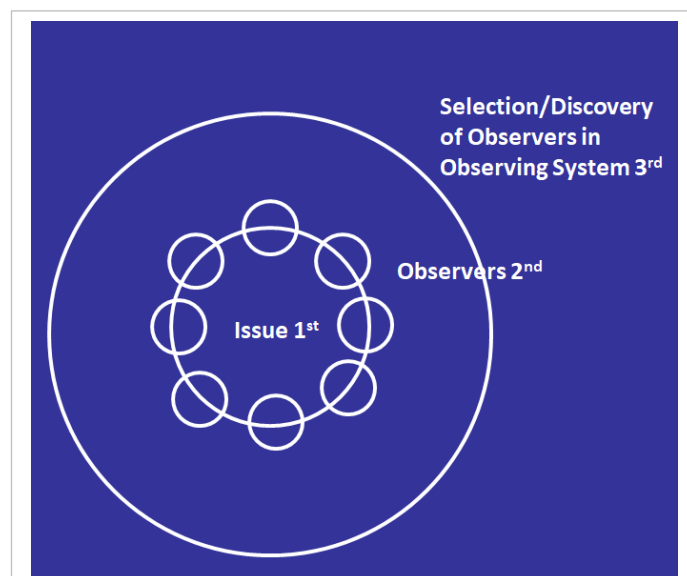 Selection/Discovery
of Observers in
Observing System 3rd
Observers 2nd
Issue 1st